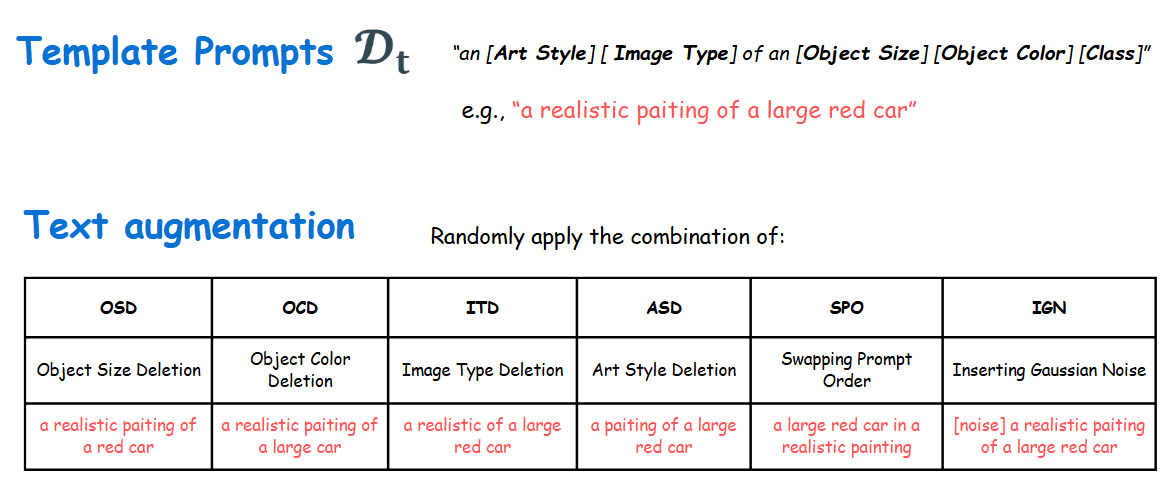 Template Prompts 𝒟t
“an [Art Style] [ Image Type] of an [Object Size] [Object Color] [Class]”
e.g., “a realistic paiting of a large red car”
Text augmentation
Randomly apply the combination of:
OSD OCD ITD ASD SPO IGN
Object Size Deletion
Object Color
Deletion
Image Type Deletion
Art Style Deletion
Swapping Prompt
Order
Inserting Gaussian Noise
a realistic paiting of
a red car
a realistic paiting of
a large car
a realistic of a large
red car
a paiting of a large
red car
a large red car in a
realistic painting
[noise] a realistic paiting
of a large red car